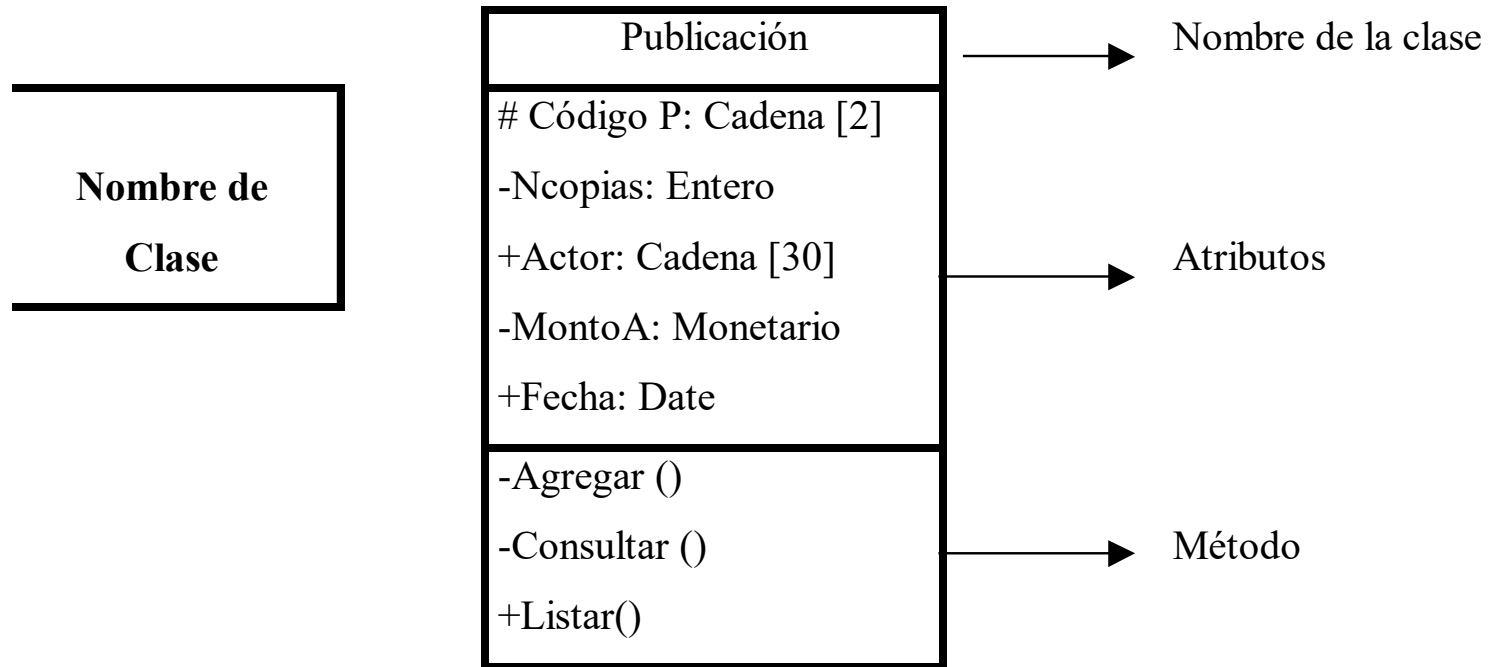 Publicación
Nombre de la clase
Nombre de
Clase
# Código P: Cadena [2]
-Ncopias: Entero
+Actor: Cadena [30]
-MontoA: Monetario
+Fecha: Date
Atributos
-Agregar ()
-Consultar ()
+Listar()
Método